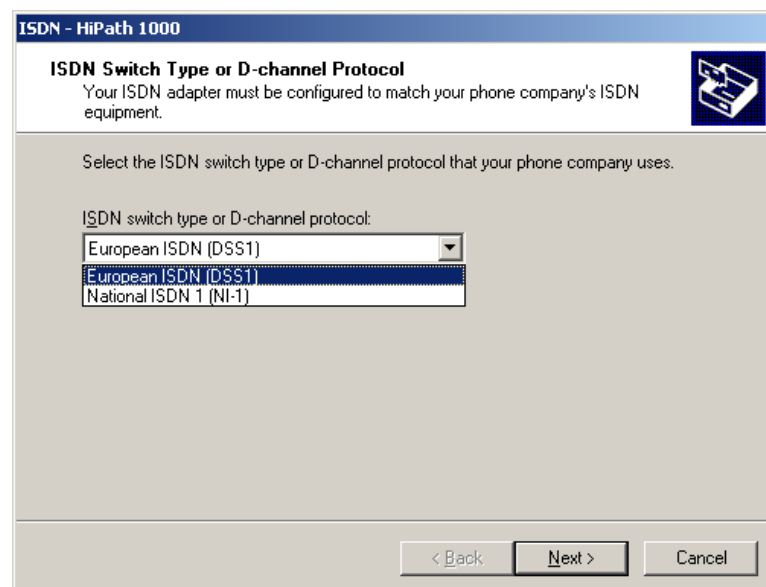 ISDN - HiPath 1000
ISDN Switch Type or D-channel Protocol
Your ISDN adapter must be configured to match your phone company's ISDN
equipment.
Select the ISDN switch type or D-channel protocol that your phone company uses.
ISDN switch type or D-channel protocol:
European ISDN (DSS1)
European ISDN (DSS1)
National ISDN 1 (NI-1)
< Back
Next >
Cancel